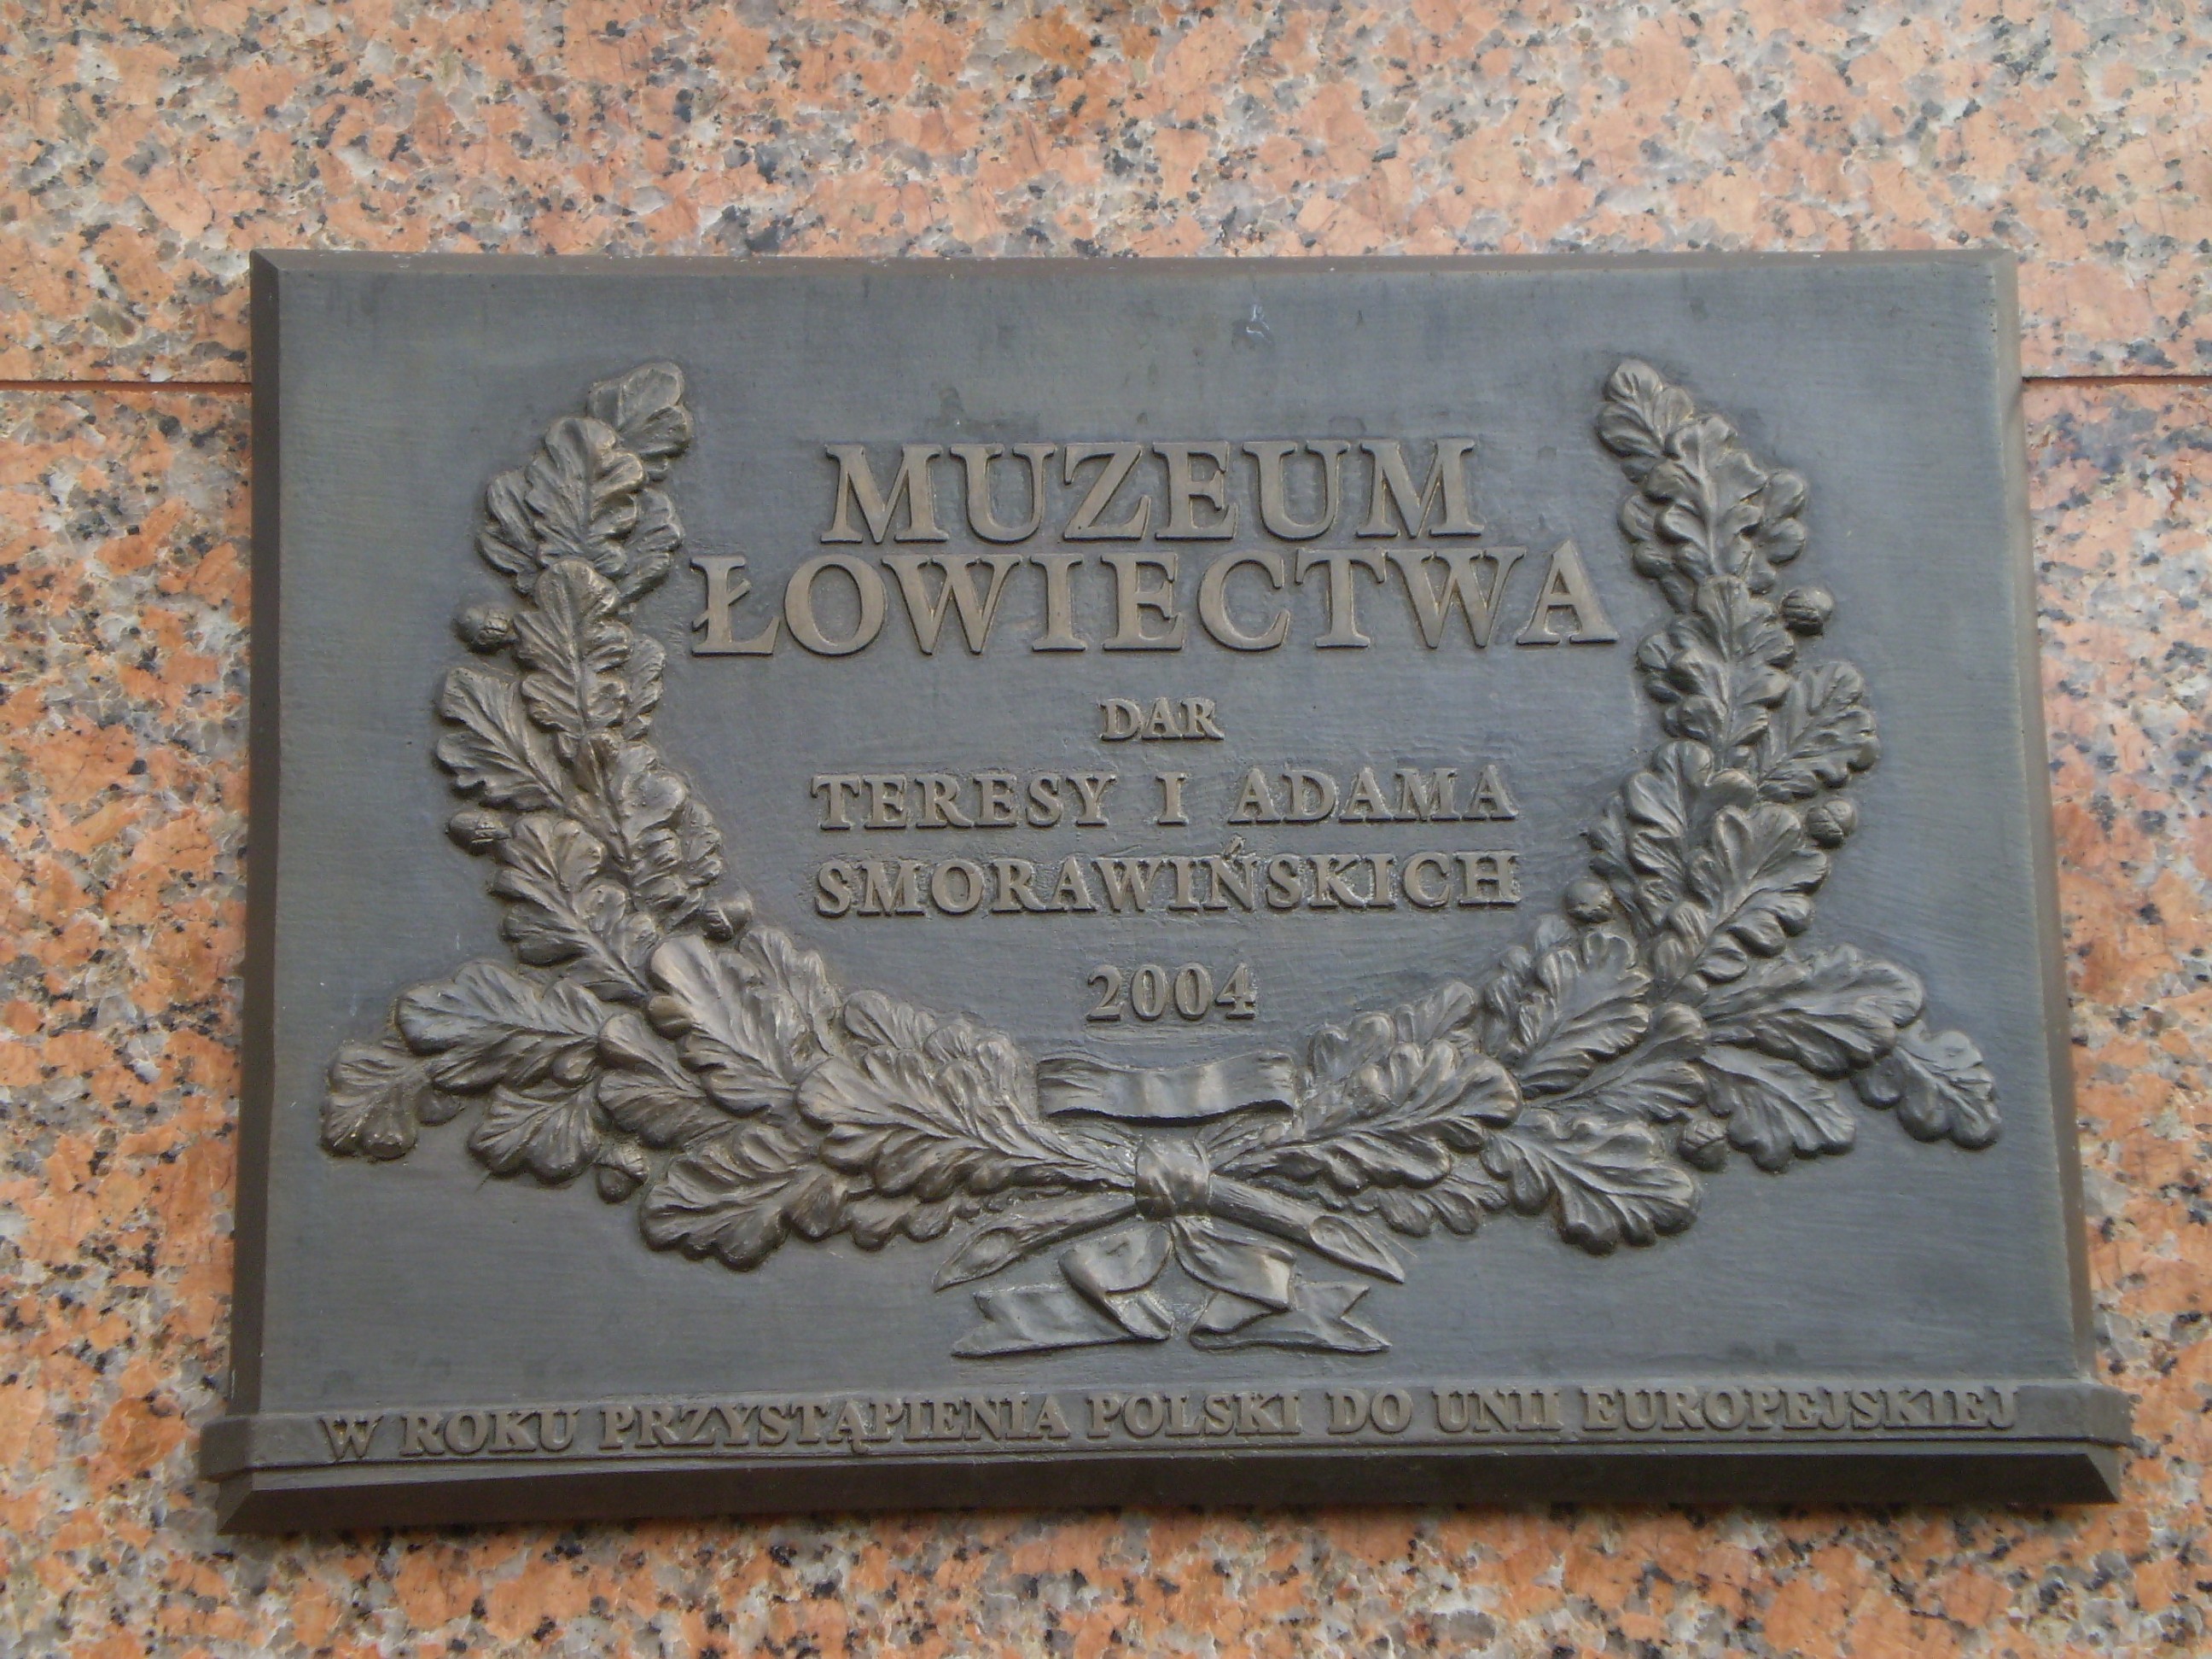 MUZEUM
ŁOWIECTWA
DAR
TERESY I ADAMA
SMORAWIŃSKICH
2004
W ROKU PRZYSTĄPIENIA POLSKI DO UNII EUROPEJSKIEJ